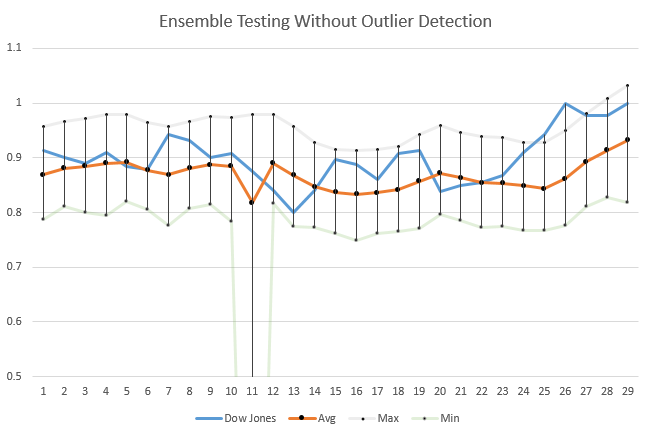 Ensemble Testing Without Outlier Detection
1.1
1
0.9
0.8
0.7
0.6
0.5
1 2 3 4 5 6 7 8 9 10 11 12 13 14 15 16 17 18 19 20 21 22 23 24 25 26 27 28 29
Dow Jones Avg Max Min